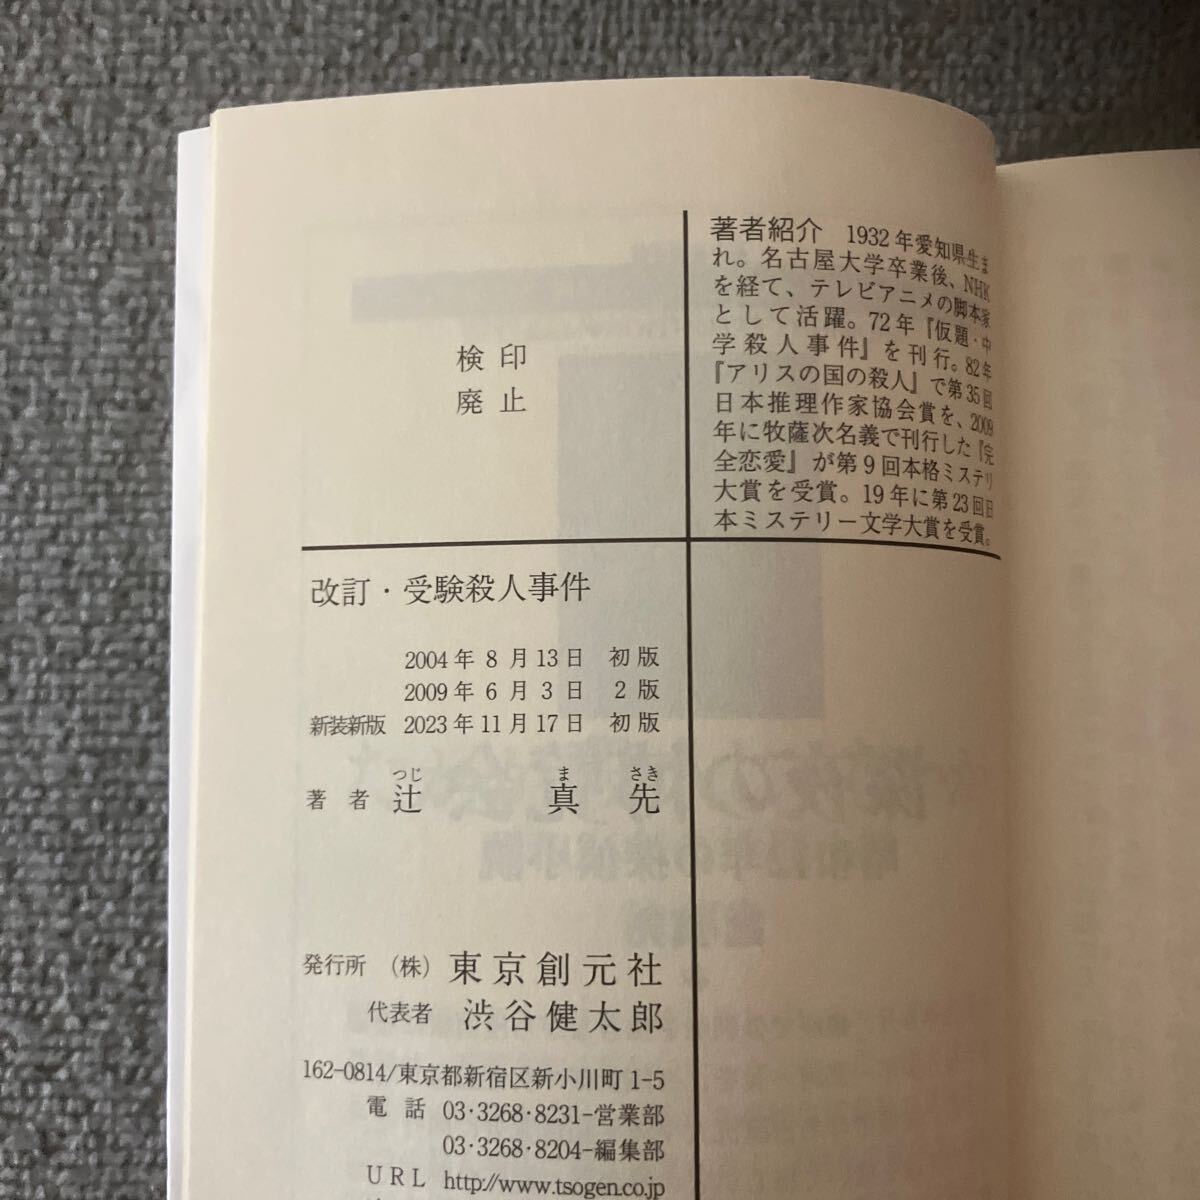 著者紹介　1932年愛知県生ま
れ。名古屋大学卒業後、NHK
を経て、テレビアニメの脚本家
として活躍。72年『仮題・中
学殺人事件』を刊行。82年
『アリスの国の殺人』で第35回
日本推理作家協会賞を、2009
年に牧薩次名義で刊行した『完
全恋愛』が第9回本格ミステリ
大賞を受賞。19年に第23回日
本ミステリー文学大賞を受賞。
検印
廃止
改訂・受験殺人事件
2004年 8月13日　初版
2009年 6月 3日　2版
新装新版 2023年11月17日　初版
つじ　ま　さき
著者　辻　真　先
発行所　（株）東京創元社
代表者　渋谷健太郎
162-0814/東京都新宿区新小川町1-5
電話　03・3268・8231-営業部
03・3268・8204-編集部
URL　http://www.tsogen.co.jp